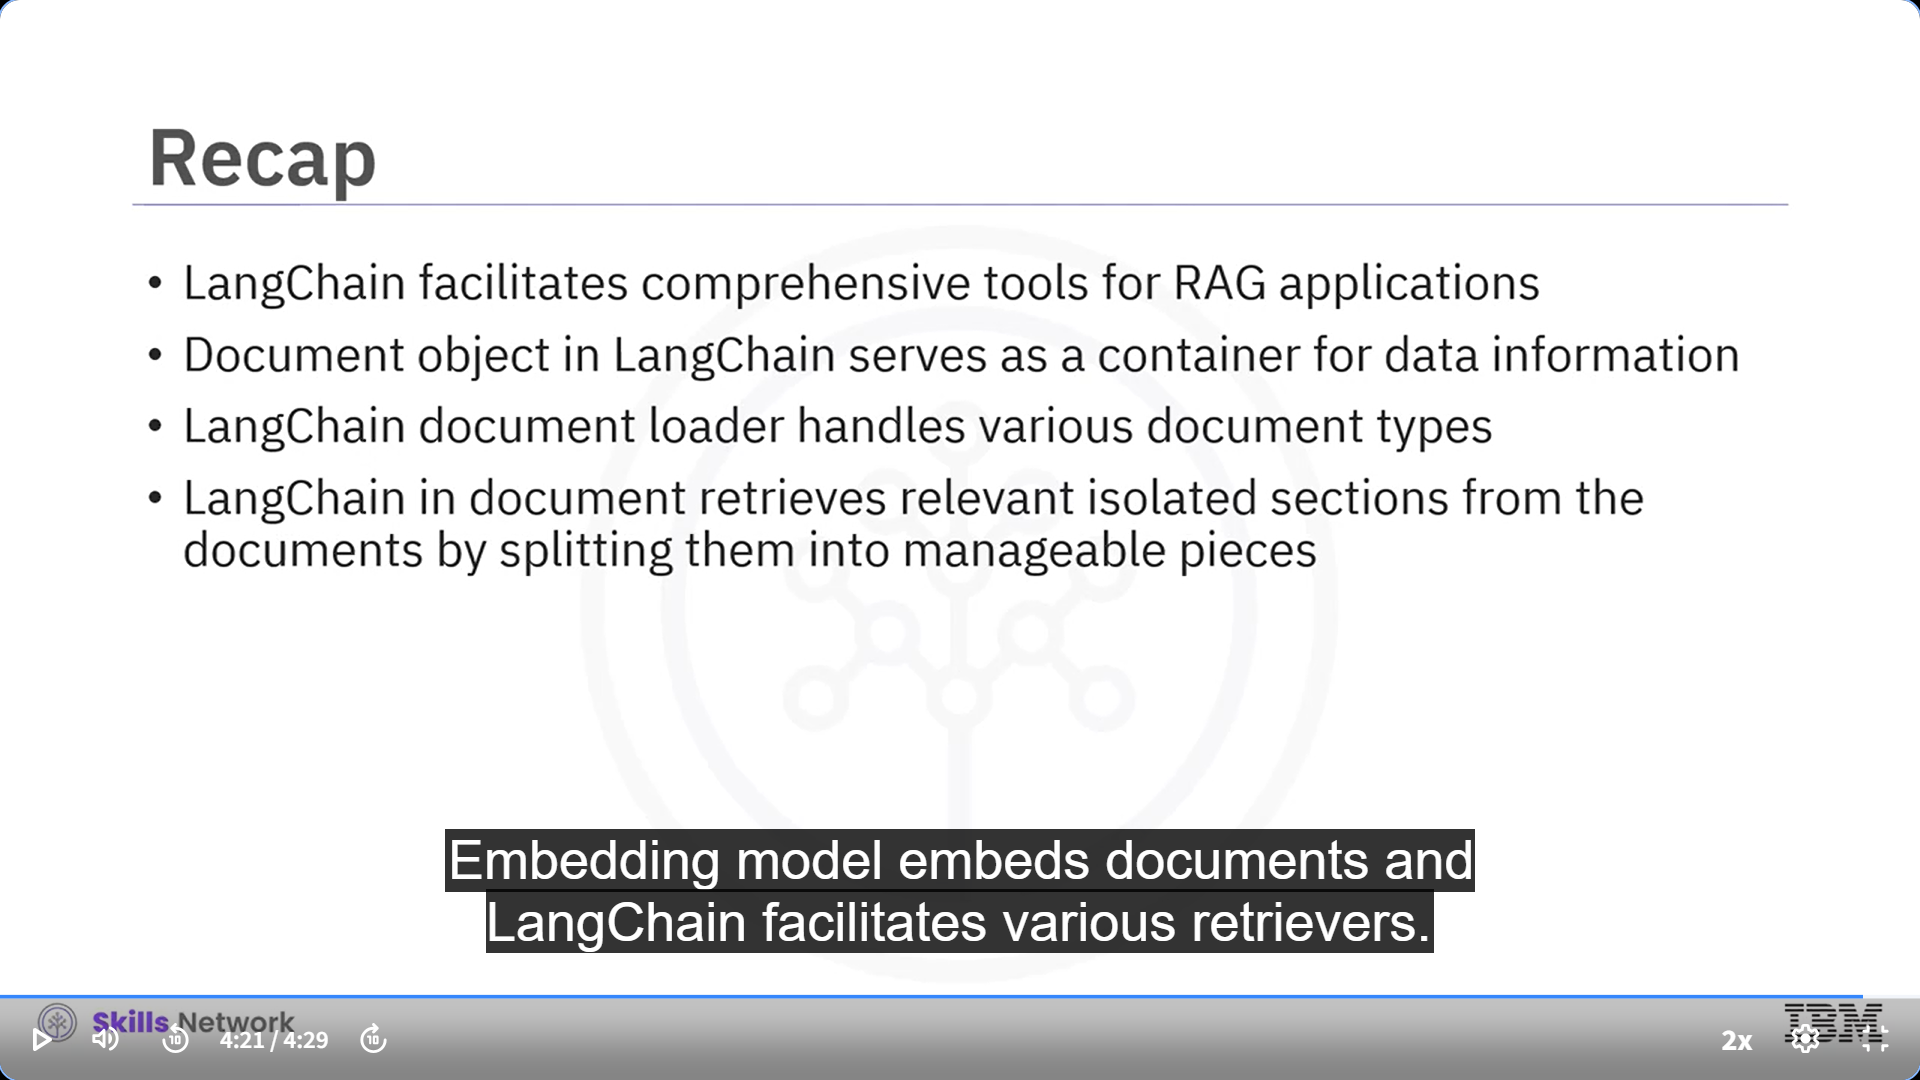 Recap
• LangChain facilitates comprehensive tools for RAG applications
• Document object in LangChain serves as a container for data information
• LangChain document loader handles various document types
• LangChain in document retrieves relevant isolated sections from the
documents by splitting them into manageable pieces
Embedding model embeds documents and
LangChain facilitates various retrievers.
Skills Network
IBM
10
4:21 / 4:29
10
2x